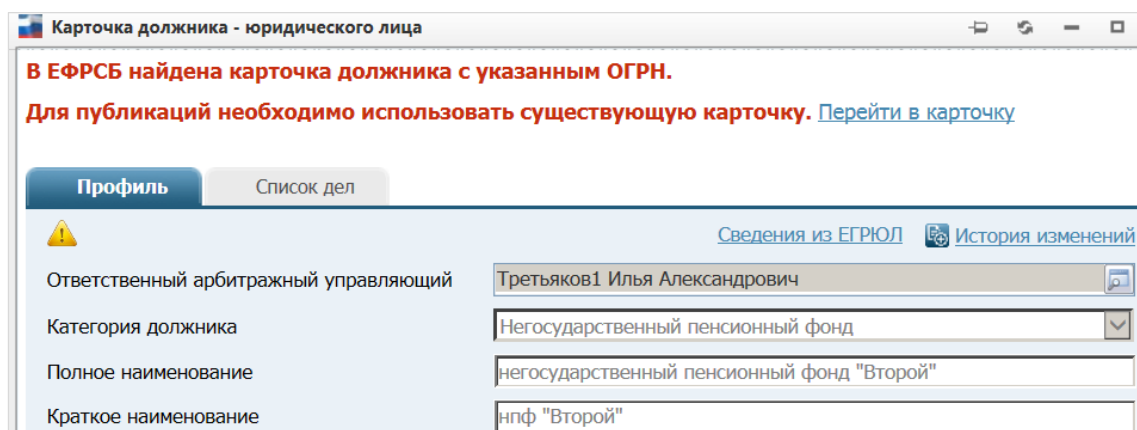 Карточка должника - юридического лица
В ЕФРСБ найдена карточка должника с указанным ОГРН.
Для публикаций необходимо использовать существующую карточку. Перейти в карточку
Профиль Список дел
Сведения из ЕГРЮЛ История изменений
Ответственный арбитражный управляющий Третьяков1 Илья Александрович
Категория должника Негосударственный пенсионный фонд
Полное наименование негосударственный пенсионный фонд "Второй"
Краткое наименование нпф "Второй"